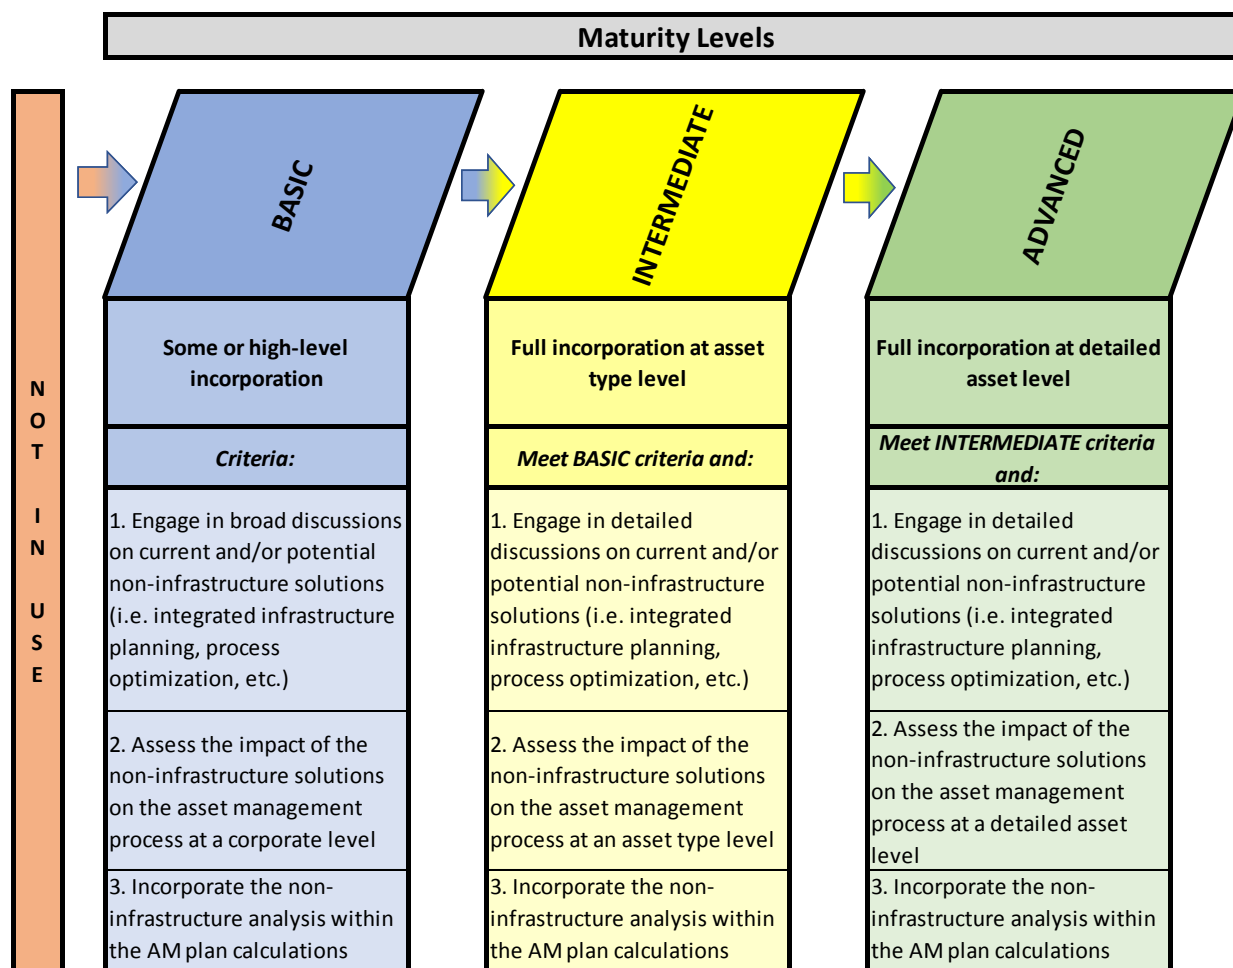 Maturity Levels
N
O
T
I
N
U
S
E
BASIC
Some or high-level
incorporation
Criteria:
1. Engage in broad discussions
on current and/or potential
non-infrastructure solutions
(i.e. integrated infrastructure
planning, process
optimization, etc.)
2. Assess the impact of the
non-infrastructure solutions
on the asset management
process at a corporate level
3. Incorporate the non-
infrastructure analysis within
the AM plan calculations
INTERMEDIATE
Full incorporation at asset
type level
Meet BASIC criteria and:
1. Engage in detailed
discussions on current and/or
potential non-infrastructure
solutions (i.e. integrated
infrastructure planning,
process optimization, etc.)
2. Assess the impact of the
non-infrastructure solutions
on the asset management
process at an asset type level
3. Incorporate the non-
infrastructure analysis within
the AM plan calculations
ADVANCED
Full incorporation at detailed
asset level
Meet INTERMEDIATE criteria
and:
1. Engage in detailed
discussions on current and/or
potential non-infrastructure
solutions (i.e. integrated
infrastructure planning,
process optimization, etc.)
2. Assess the impact of the
non-infrastructure solutions
on the asset management
process at a detailed asset
level
3. Incorporate the non-
infrastructure analysis within
the AM plan calculations